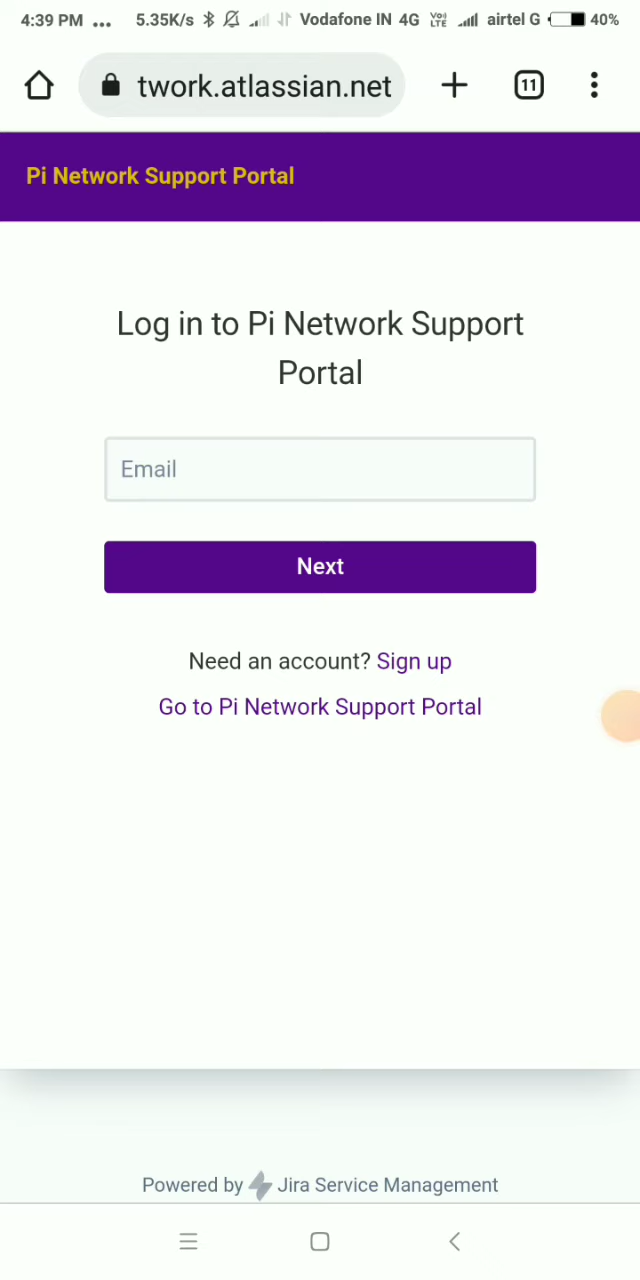 4:39 PM ... 5.35K/s Vodafone IN 4G Vo) LTE airtel G 40%
twork.atlassian.net
11
Pi Network Support Portal
Log in to Pi Network Support
Portal
Email
Next
Need an account? Sign up
Go to Pi Network Support Portal
Powered by Jira Service Management